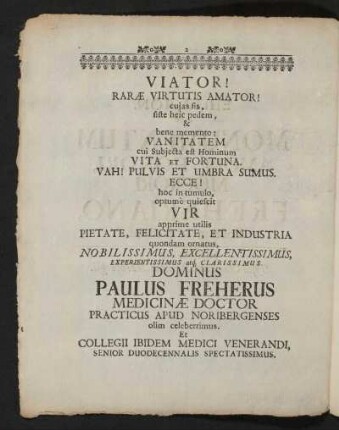 2
VIATOR!
RARÆ VIRTUTIS AMATOR!
cujas sis,
siste heic pedem,
&
bene memento:
VANITATEM
cui Subjecta est Hominum
VITA ET FORTUNA.
VAH! PULVIS ET UMBRA SUMUS.
ECCE!
hoc in tumulo,
optumè quiescit
VIR
apprime utilis
PIETATE, FELICITATE, ET INDUSTRIA
quondam ornatus,
NOBILISSIMUS, EXCELLENTISSIMUS,
EXPERIENTISSIMUS atq. CLARISSIMUS.
DOMINUS
PAULUS FREHERUS
MEDICINÆ DOCTOR
PRACTICUS APUD NORIBERGENSES
olim celeberrimus.
Et
COLLEGII IBIDEM MEDICI VENERANDI,
SENIOR DUODECENNALIS SPECTATISSIMUS.